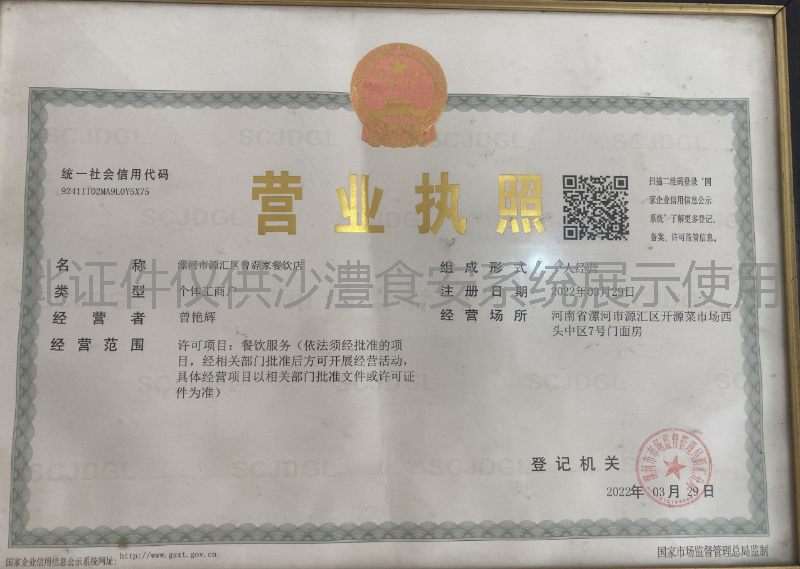 统一社会信用代码
92411102MA9L0Y5X75
营业执照
扫描二维码登录‘国
家企业信用信息公示
系统’了解更多登记、
备案、许可监管信息。
名称 漯河市源汇区曾犇家餐饮店
类型 个体工商户
经营者 曾艳辉
经营范围 许可项目：餐饮服务（依法须经批准的项
目，经相关部门批准后方可开展经营活动，
具体经营项目以相关部门批准文件或许可证
件为准）
组成形式 个人经营
注册日期 2022年03月29日
经营场所 河南省漯河市源汇区开源菜市场西
头中区7号门面房
此证件仅供沙澧食安系统展示使用
SCJDGL
登记机关
2022年 03月 29日
国家企业信用信息公示系统网址: http://www.gsxt.gov.cn
国家市场监督管理总局监制